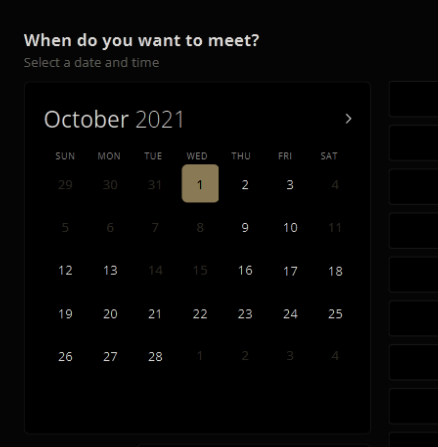 When do you want to meet?
Select a date and time
October 2021
SUN MON TUE WED THU FRI SAT
29 30 31 1 2 3 4
5 6 7 8 9 10 11
12 13 14 15 16 17 18
19 20 21 22 23 24 25
26 27 28 1 2 3 4